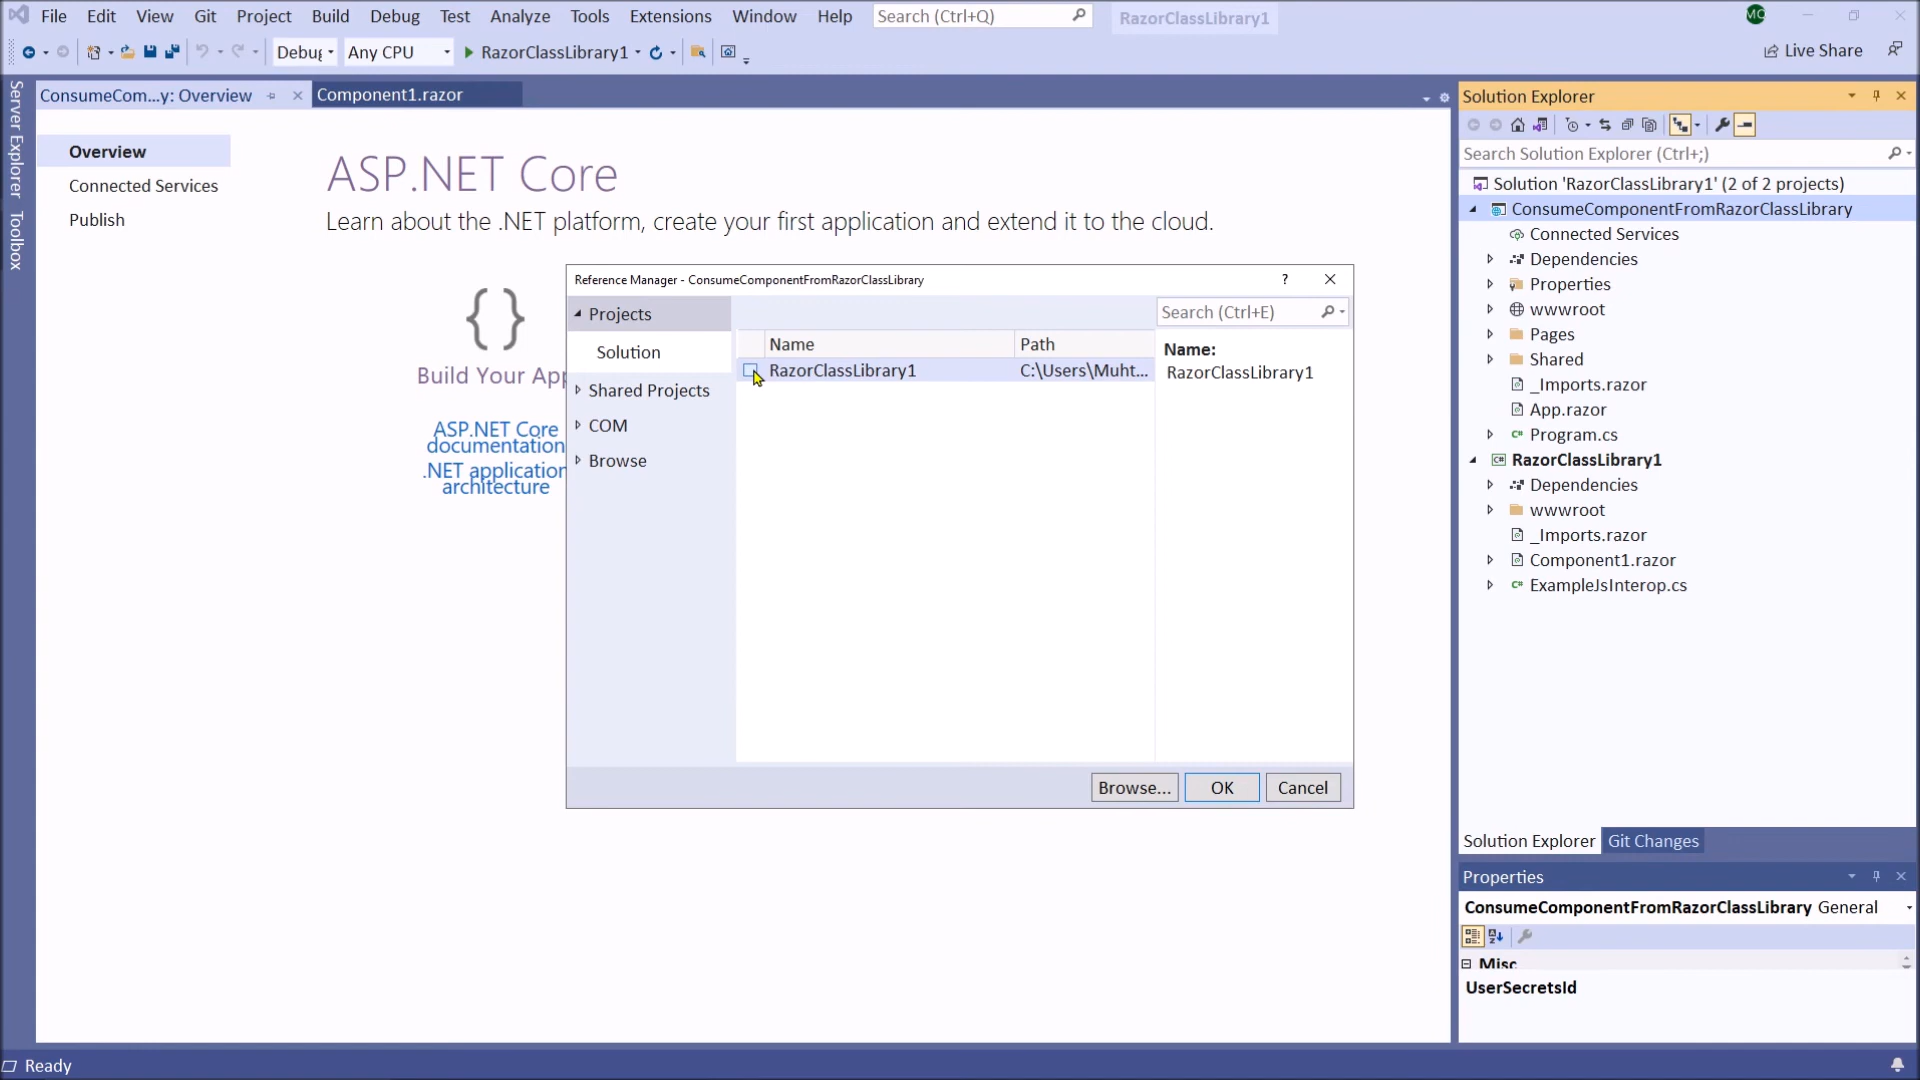 File Edit View Git Project Build Debug Test Analyze Tools Extensions Window Help Search (Ctrl+Q) RazorClassLibrary1 MC
Debug Any CPU RazorClassLibrary1 Live Share
Server Explorer
Toolbox
ConsumeCom...y: Overview Component1.razor
Overview
Connected Services
Publish
ASP.NET Core
Learn about the .NET platform, create your first application and extend it to the cloud.
{}
Build Your App
ASP.NET Core
documentation
.NET application
architecture
Reference Manager - ConsumeComponentFromRazorClassLibrary ?
Projects
Solution
Shared Projects
COM
Browse
Search (Ctrl+E)
Name Path
RazorClassLibrary1 C:\Users\Muht...
Name:
RazorClassLibrary1
Browse... OK Cancel
Solution Explorer
Search Solution Explorer (Ctrl+;)
Solution 'RazorClassLibrary1' (2 of 2 projects)
ConsumeComponentFromRazorClassLibrary
Connected Services
Dependencies
Properties
wwwroot
Pages
Shared
_Imports.razor
App.razor
C# Program.cs
C# RazorClassLibrary1
Dependencies
wwwroot
_Imports.razor
Component1.razor
C# ExampleJsInterop.cs
Solution Explorer Git Changes
Properties
ConsumeComponentFromRazorClassLibrary General
Misc
UserSecretsId
Ready